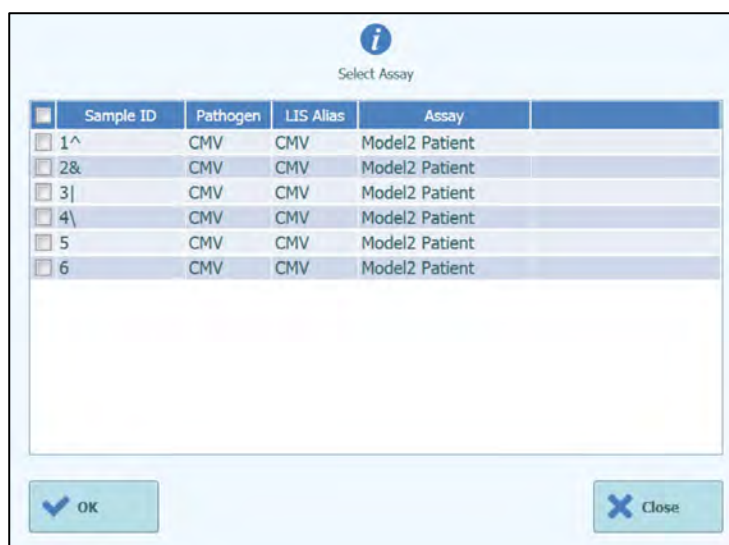 Select Assay
Sample ID Pathogen LIS Alias Assay
1^ CMV CMV Model2 Patient
2& CMV CMV Model2 Patient
3| CMV CMV Model2 Patient
4\ CMV CMV Model2 Patient
5 CMV CMV Model2 Patient
6 CMV CMV Model2 Patient
OK Close